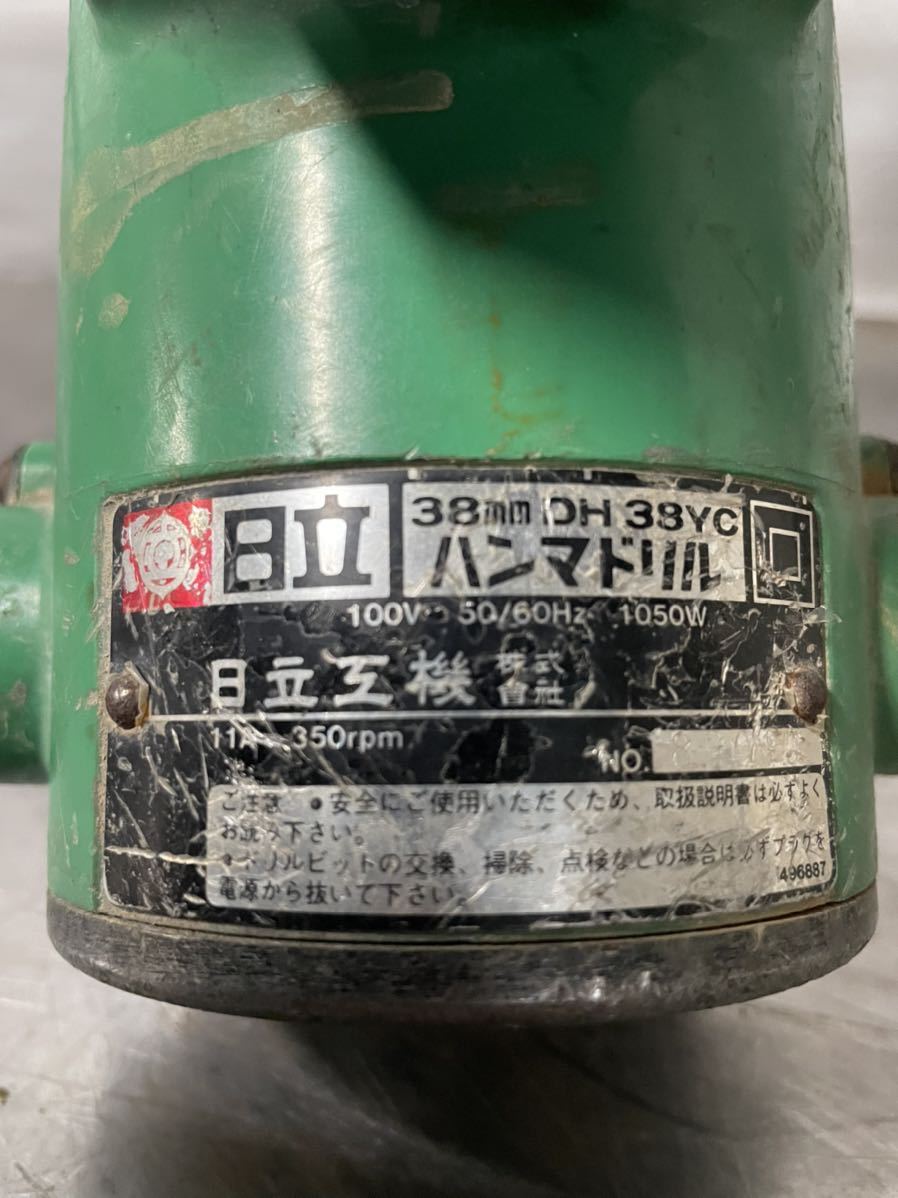 日立
38mm DH 38YC
ハンマドリル
100V 50/60Hz 1050W
日立工機 株式会社
11A 350rpm
NO.
ご注意 ●安全にご使用いただくため、取扱説明書は必ずよく
お読み下さい。
●ドリルビットの交換、掃除、点検などの場合は必ずプラグを
電源から抜いて下さい。
496887